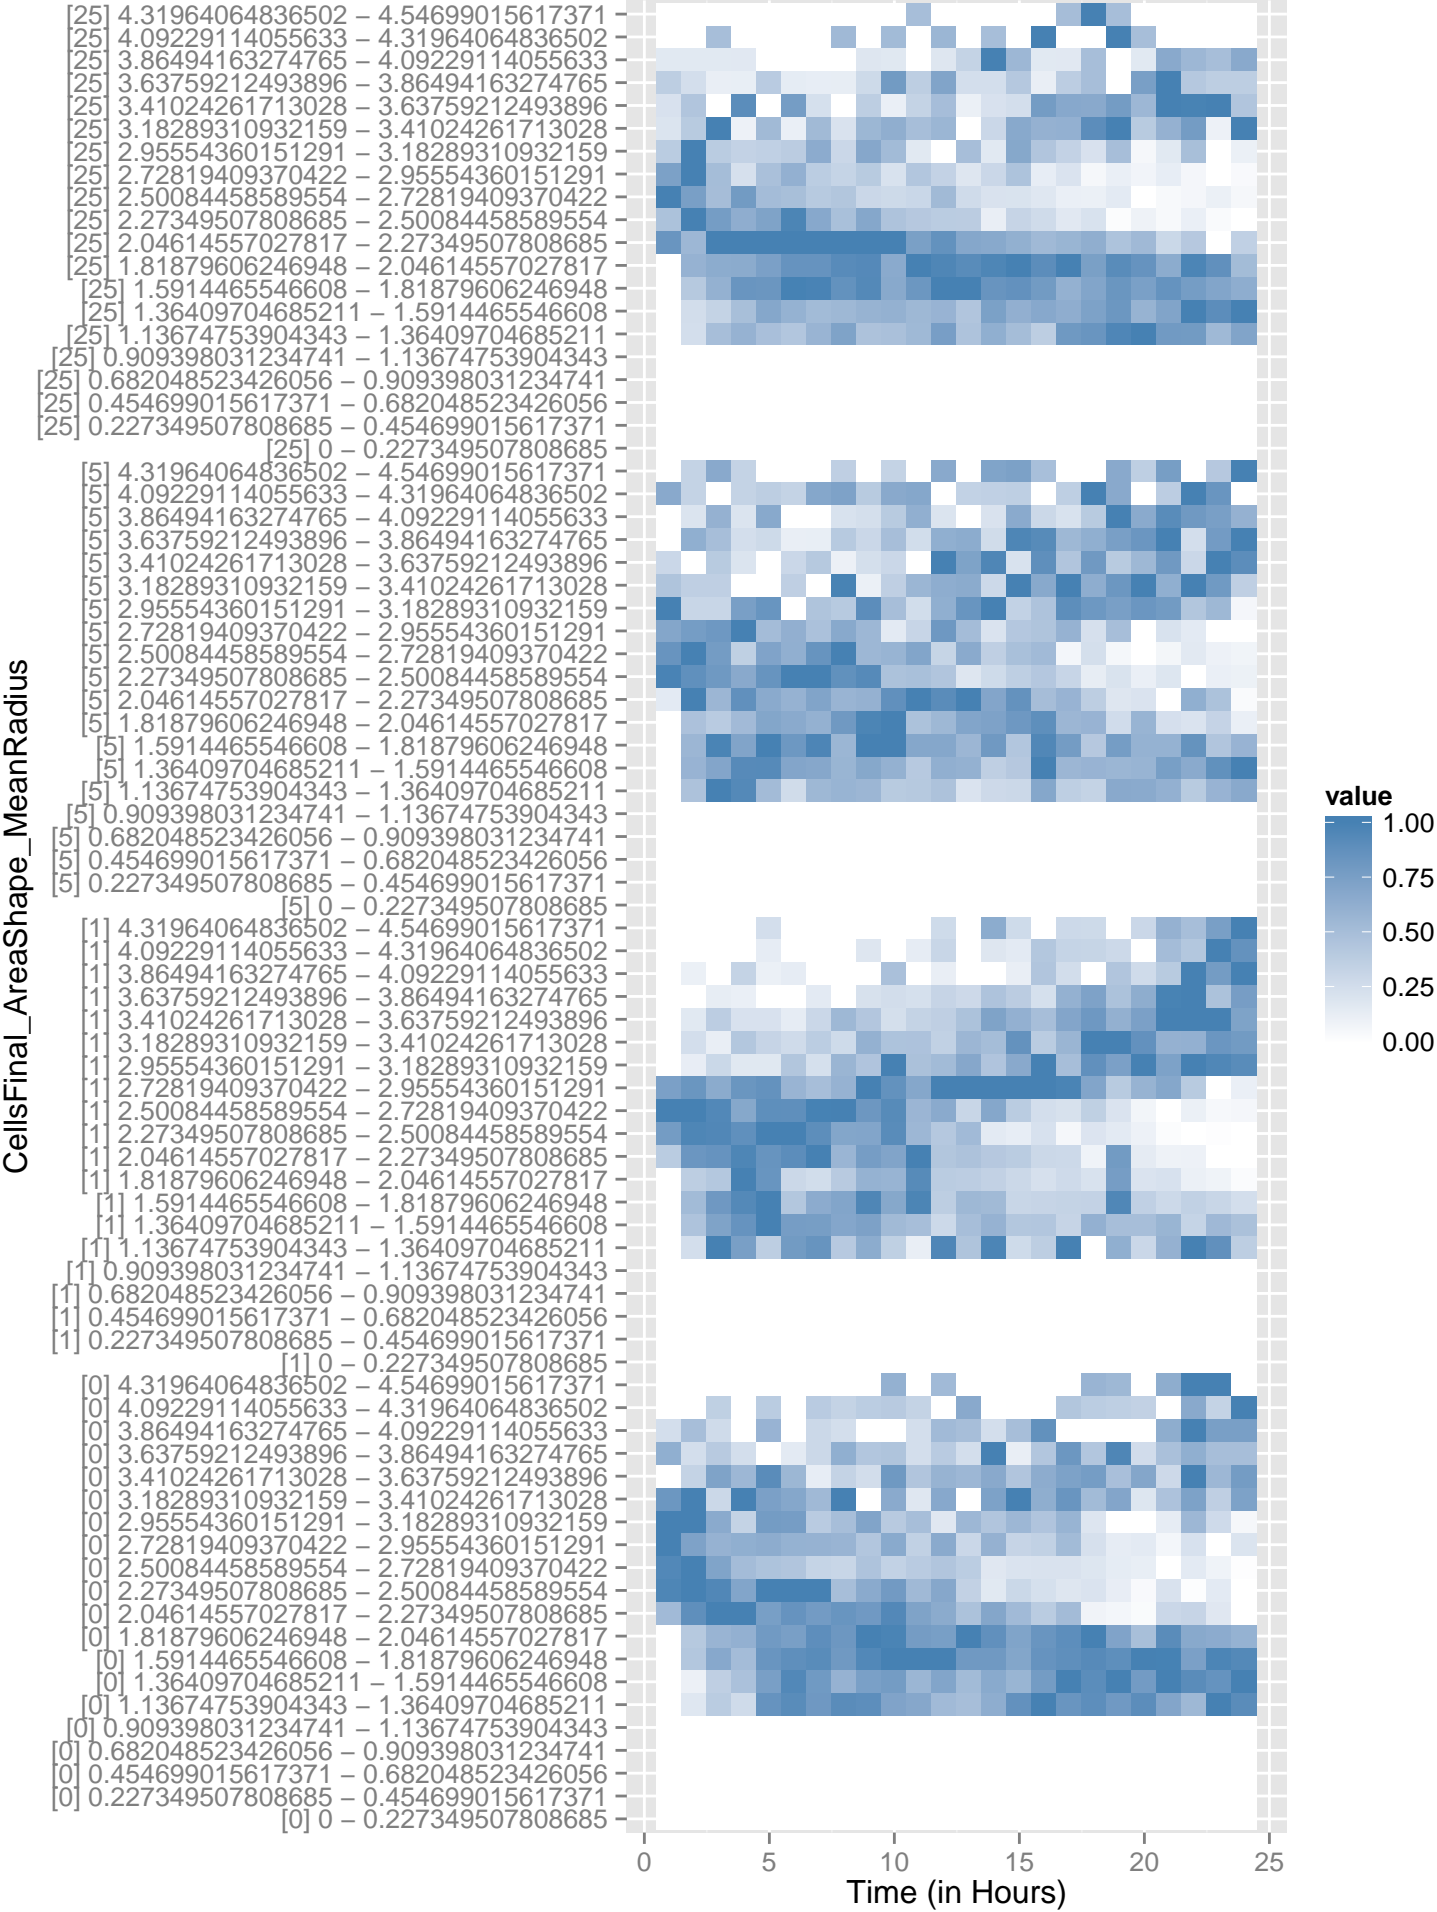 [25] 4.31964064836502 – 4.54699015617371
[25] 4.09229114055633 – 4.31964064836502
[25] 3.86494163274765 – 4.09229114055633
[25] 3.63759212493896 – 3.86494163274765
[25] 3.41024261713028 – 3.63759212493896
[25] 3.18289310932159 – 3.41024261713028
[25] 2.95554360151291 – 3.18289310932159
[25] 2.72819409370422 – 2.95554360151291
[25] 2.50084458589554 – 2.72819409370422
[25] 2.27349507808685 – 2.50084458589554
[25] 2.04614557027817 – 2.27349507808685
[25] 1.81879606246948 – 2.04614557027817
[25] 1.5914465546608 – 1.81879606246948
[25] 1.36409704685211 – 1.5914465546608
[25] 1.13674753904343 – 1.36409704685211
[25] 0.909398031234741 – 1.13674753904343
[25] 0.682048523426056 – 0.909398031234741
[25] 0.454699015617371 – 0.682048523426056
[25] 0.227349507808685 – 0.454699015617371
[25] 0 – 0.227349507808685
[5] 4.31964064836502 – 4.54699015617371
[5] 4.09229114055633 – 4.31964064836502
[5] 3.86494163274765 – 4.09229114055633
[5] 3.63759212493896 – 3.86494163274765
[5] 3.41024261713028 – 3.63759212493896
[5] 3.18289310932159 – 3.41024261713028
[5] 2.95554360151291 – 3.18289310932159
[5] 2.72819409370422 – 2.95554360151291
[5] 2.50084458589554 – 2.72819409370422
[5] 2.27349507808685 – 2.50084458589554
[5] 2.04614557027817 – 2.27349507808685
[5] 1.81879606246948 – 2.04614557027817
[5] 1.5914465546608 – 1.81879606246948
[5] 1.36409704685211 – 1.5914465546608
[5] 1.13674753904343 – 1.36409704685211
[5] 0.909398031234741 – 1.13674753904343
[5] 0.682048523426056 – 0.909398031234741
[5] 0.454699015617371 – 0.682048523426056
[5] 0.227349507808685 – 0.454699015617371
[5] 0 – 0.227349507808685
[1] 4.31964064836502 – 4.54699015617371
[1] 4.09229114055633 – 4.31964064836502
[1] 3.86494163274765 – 4.09229114055633
[1] 3.63759212493896 – 3.86494163274765
[1] 3.41024261713028 – 3.63759212493896
[1] 3.18289310932159 – 3.41024261713028
[1] 2.95554360151291 – 3.18289310932159
[1] 2.72819409370422 – 2.95554360151291
[1] 2.50084458589554 – 2.72819409370422
[1] 2.27349507808685 – 2.50084458589554
[1] 2.04614557027817 – 2.27349507808685
[1] 1.81879606246948 – 2.04614557027817
[1] 1.5914465546608 – 1.81879606246948
[1] 1.36409704685211 – 1.5914465546608
[1] 1.13674753904343 – 1.36409704685211
[1] 0.909398031234741 – 1.13674753904343
[1] 0.682048523426056 – 0.909398031234741
[1] 0.454699015617371 – 0.682048523426056
[1] 0.227349507808685 – 0.454699015617371
[1] 0 – 0.227349507808685
[0] 4.31964064836502 – 4.54699015617371
[0] 4.09229114055633 – 4.31964064836502
[0] 3.86494163274765 – 4.09229114055633
[0] 3.63759212493896 – 3.86494163274765
[0] 3.41024261713028 – 3.63759212493896
[0] 3.18289310932159 – 3.41024261713028
[0] 2.95554360151291 – 3.18289310932159
[0] 2.72819409370422 – 2.95554360151291
[0] 2.50084458589554 – 2.72819409370422
[0] 2.27349507808685 – 2.50084458589554
[0] 2.04614557027817 – 2.27349507808685
[0] 1.81879606246948 – 2.04614557027817
[0] 1.5914465546608 – 1.81879606246948
[0] 1.36409704685211 – 1.5914465546608
[0] 1.13674753904343 – 1.36409704685211
[0] 0.909398031234741 – 1.13674753904343
[0] 0.682048523426056 – 0.909398031234741
[0] 0.454699015617371 – 0.682048523426056
[0] 0.227349507808685 – 0.454699015617371
[0] 0 – 0.227349507808685
CellsFinal_AreaShape_MeanRadius
0 5 10 15 20 25
Time (in Hours)
value
1.00
0.75
0.50
0.25
0.00